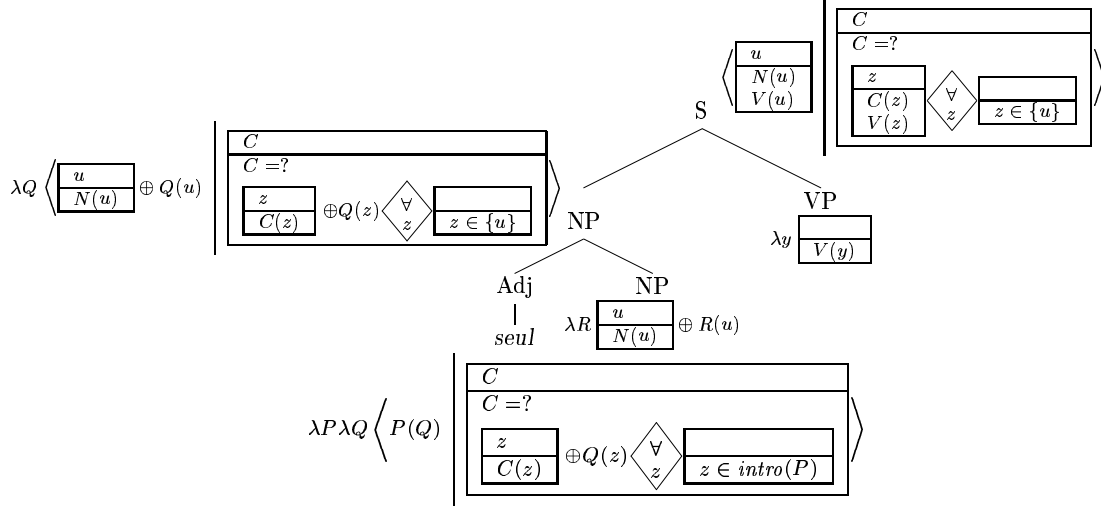 C
C =?
u
N(u)
V(u)
z
C(z)
V(z)
∀
z
z ∈ {u}
S
C
C =?
λQ
u
N(u)
⊕ Q(u)
z
C(z)
⊕Q(z)
∀
z
z ∈ {u}
NP
VP
λy
V(y)
Adj
NP
seul
λR
u
N(u)
⊕ R(u)
C
C =?
λPλQ
P(Q)
z
C(z)
⊕Q(z)
∀
z
z ∈ intro(P)